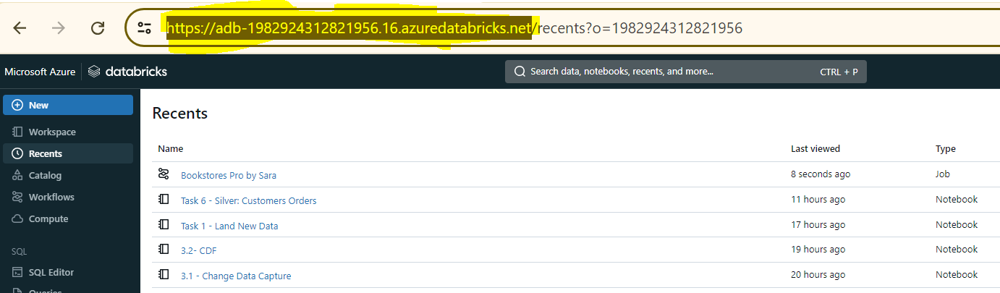 https://adb-1982924312821956.16.azuredatabricks.net/recents?o=1982924312821956
Microsoft Azure databricks Search data, notebooks, recents, and more... CTRL + P
New
Workspace
Recents
Catalog
Workflows
Compute
SQL
SQL Editor
Queries
Recents
Name Last viewed Type
Bookstores Pro by Sara 8 seconds ago Job
Task 6 - Silver: Customers Orders 11 hours ago Notebook
Task 1 - Land New Data 17 hours ago Notebook
3.2- CDF 19 hours ago Notebook
3.1 - Change Data Capture 20 hours ago Notebook